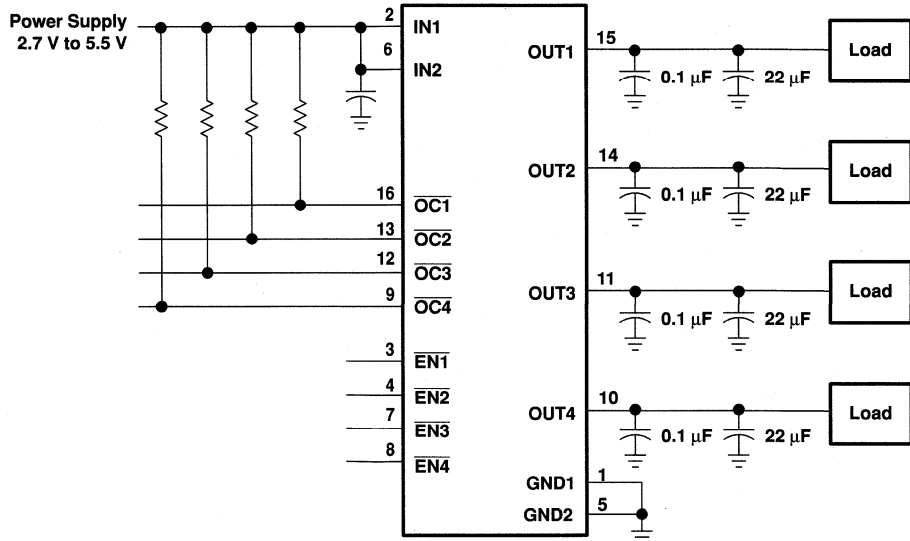 Power Supply
2.7 V to 5.5 V
2
IN1
6
IN2
16
OC1
13
OC2
12
OC3
9
OC4
3
EN1
4
EN2
7
EN3
8
EN4
OUT1
15
0.1 μF
22 μF
Load
OUT2
14
0.1 μF
22 μF
Load
OUT3
11
0.1 μF
22 μF
Load
OUT4
10
0.1 μF
22 μF
Load
GND1
1
GND2
5